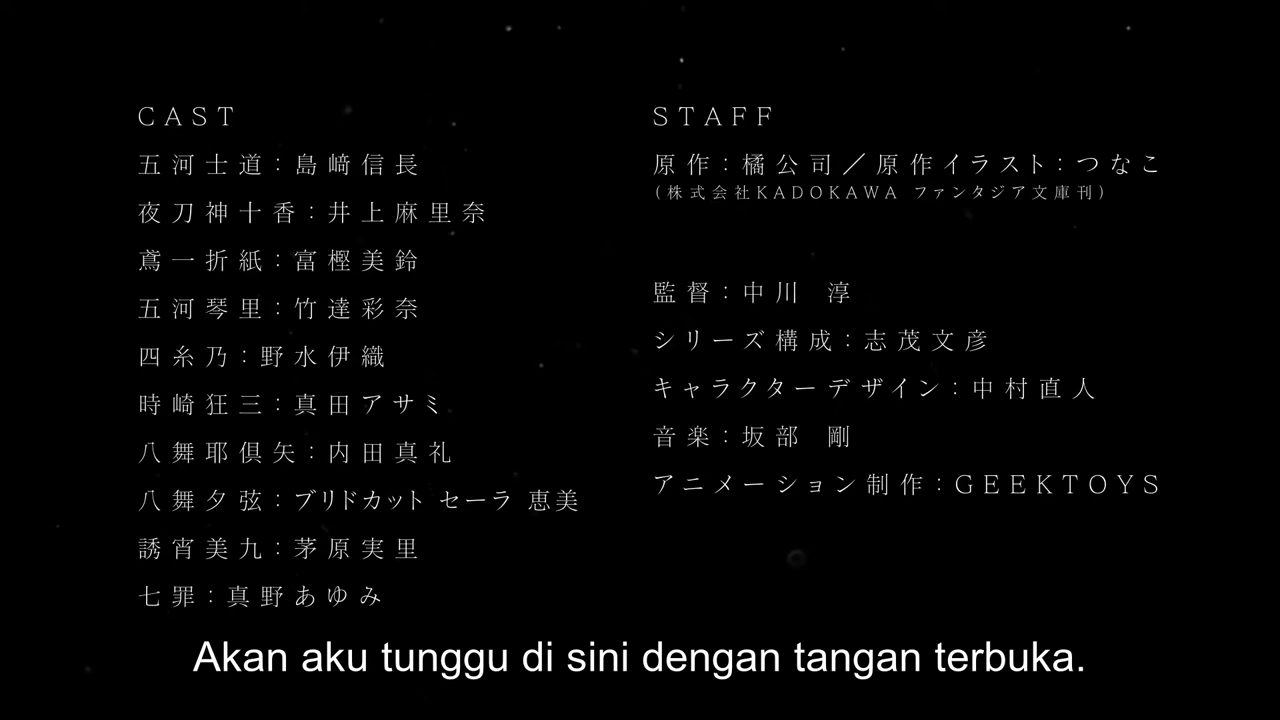 CAST
五河士道：島﨑信長
夜刀神十香：井上麻里奈
鳶一折紙：富樫美鈴
五河琴里：竹達彩奈
四糸乃：野水伊織
時崎狂三：真田アサミ
八舞耶倶矢：内田真礼
八舞夕弦：ブリドカット セーラ 恵美
誘宵美九：茅原実里
七罪：真野あゆみ
STAFF
原作：橘公司／原作イラスト：つなこ
（株式会社KADOKAWA ファンタジア文庫刊）
監督：中川 淳
シリーズ構成：志茂文彦
キャラクターデザイン：中村直人
音楽：坂部 剛
アニメーション制作：GEEKTOYS
Akan aku tunggu di sini dengan tangan terbuka.